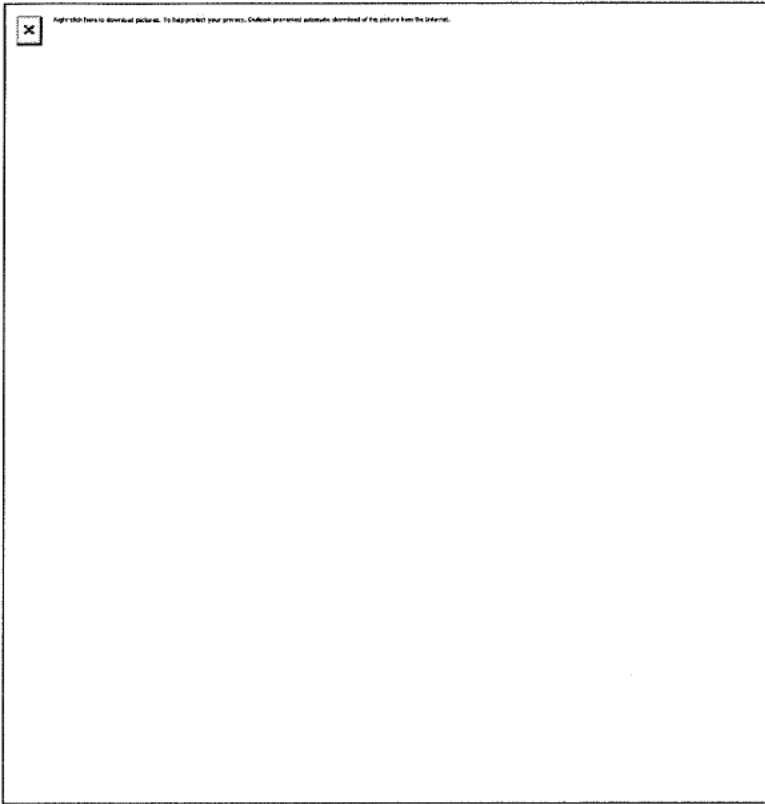 Right-click here to download pictures. To help protect your privacy, Outlook prevented automatic download of this picture from the Internet.